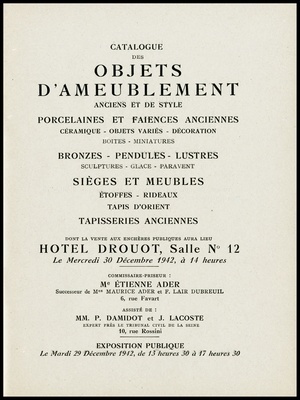 CATALOGUE
DES
OBJETS
D'AMEUBLEMENT
ANCIENS ET DE STYLE
PORCELAINES ET FAIENCES ANCIENNES
CÉRAMIQUE - OBJETS VARIÉS - DÉCORATION
BOITES - MINIATURES
BRONZES - PENDULES - LUSTRES
SCULPTURES - GLACE - PARAVENT
SIÈGES ET MEUBLES
ÉTOFFES - RIDEAUX
TAPIS D'ORIENT
TAPISSERIES ANCIENNES
DONT LA VENTE AUX ENCHÈRES PUBLIQUES AURA LIEU
HOTEL DROUOT, Salle No 12
Le Mercredi 30 Décembre 1942, à 14 heures
COMMISSAIRE-PRISEUR :
Me ÉTIENNE ADER
Successeur de Mes MAURICE ADER et F. LAIR DUBREUIL
6, rue Favart
ASSISTÉ DE :
MM. P. DAMIDOT et J. LACOSTE
EXPERT PRÈS LE TRIBUNAL CIVIL DE LA SEINE
10, rue Rossini
EXPOSITION PUBLIQUE
Le Mardi 29 Décembre 1942, de 13 heures 30 à 17 heures 30